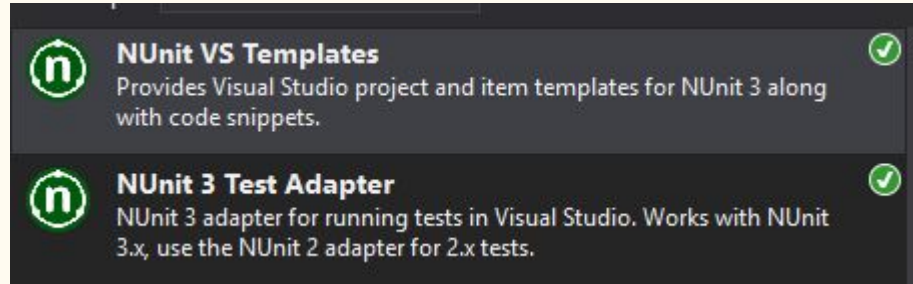 NUnit VS Templates
Provides Visual Studio project and item templates for NUnit 3 along
with code snippets.
NUnit 3 Test Adapter
NUnit 3 adapter for running tests in Visual Studio. Works with NUnit
3.x, use the NUnit 2 adapter for 2.x tests.